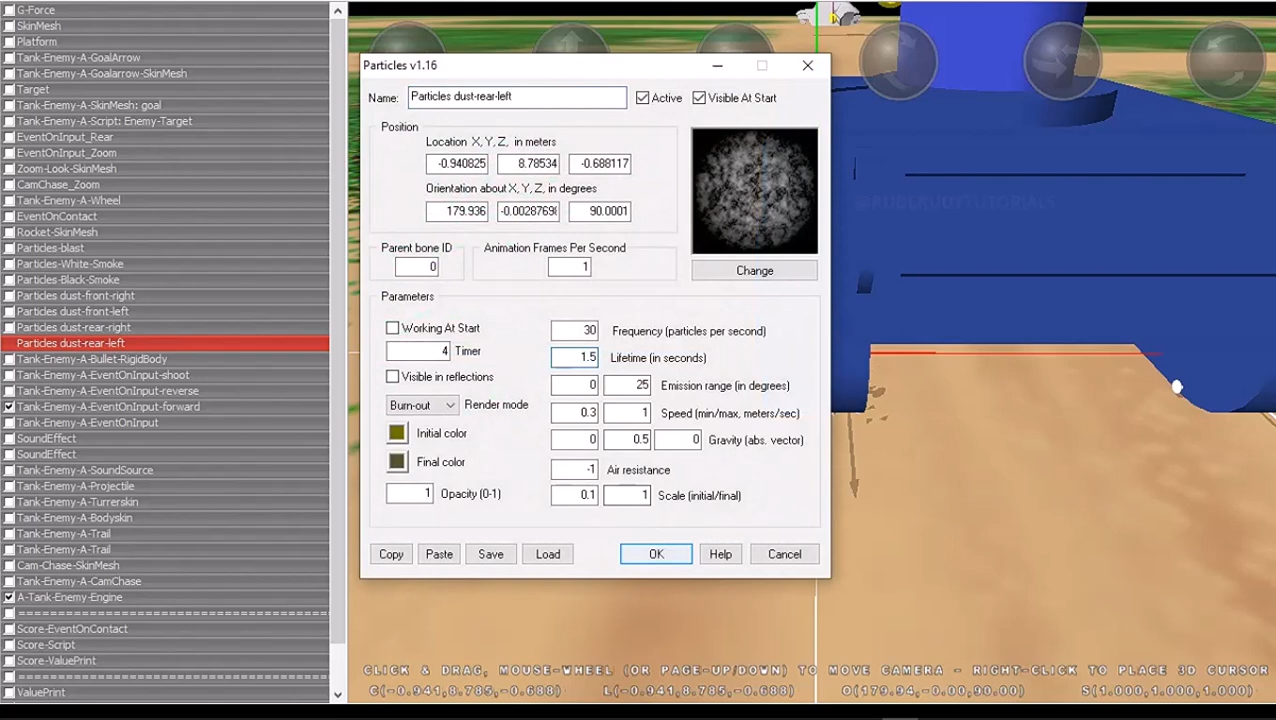 G-Force
SkinMesh
Platform
Tank-Enemy-A-GoalArrow
Tank-Enemy-A-Goalarrow-SkinMesh
Target
Tank-Enemy-A-SkinMesh: goal
Tank-Enemy-A-Script: Enemy-Target
EventOnInput_Rear
EventOnInput_Zoom
Zoom-Look-SkinMesh
CamChase_Zoom
Tank-Enemy-A-Wheel
EventOnContact
Rocket-SkinMesh
Particles-blast
Particles-White-Smoke
Particles-Black-Smoke
Particles dust-front-right
Particles dust-front-left
Particles dust-rear-right
Particles dust-rear-left
Tank-Enemy-A-Bullet-RigidBody
Tank-Enemy-A-EventOnInput-shoot
Tank-Enemy-A-EventOnInput-reverse
Tank-Enemy-A-EventOnInput-forward
Tank-Enemy-A-EventOnInput
SoundEffect
SoundEffect
Tank-Enemy-A-SoundSource
Tank-Enemy-A-Projectile
Tank-Enemy-A-Turrerskin
Tank-Enemy-A-Bodyskin
Tank-Enemy-A-Trail
Tank-Enemy-A-Trail
Cam-Chase-SkinMesh
Tank-Enemy-A-CamChase
A-Tank-Enemy-Engine
Score-EventOnContact
Score-Script
Score-ValuePrint
ValuePrint
Particles v1.16
Name: Particles dust-rear-left Active Visible At Start
Position
Location X, Y, Z, in meters
-0.940825 8.78534 -0.688117
Orientation about X, Y, Z, in degrees
179.936 -0.0028769 90.0001
Parent bone ID Animation Frames Per Second
0 1
Change
Parameters
Working At Start 30 Frequency (particles per second)
4 Timer 1.5 Lifetime (in seconds)
Visible in reflections 0 25 Emission range (in degrees)
Burn-out Render mode 0.3 1 Speed (min/max, meters/sec)
Initial color 0 0.5 0 Gravity (abs. vector)
Final color -1 Air resistance
1 Opacity (0-1) 0.1 1 Scale (initial/final)
Copy Paste Save Load OK Help Cancel
CLICK & DRAG, MOUSE-WHEEL (OR PAGE-UP/DOWN) TO MOVE CAMERA - RIGHT-CLICK TO PLACE 3D CURSOR
C(-0.941,8.785,-0.688) L(-0.941,8.785,-0.688) O(179.94,-0.00,90.00) S(1.000,1.000,1.000)